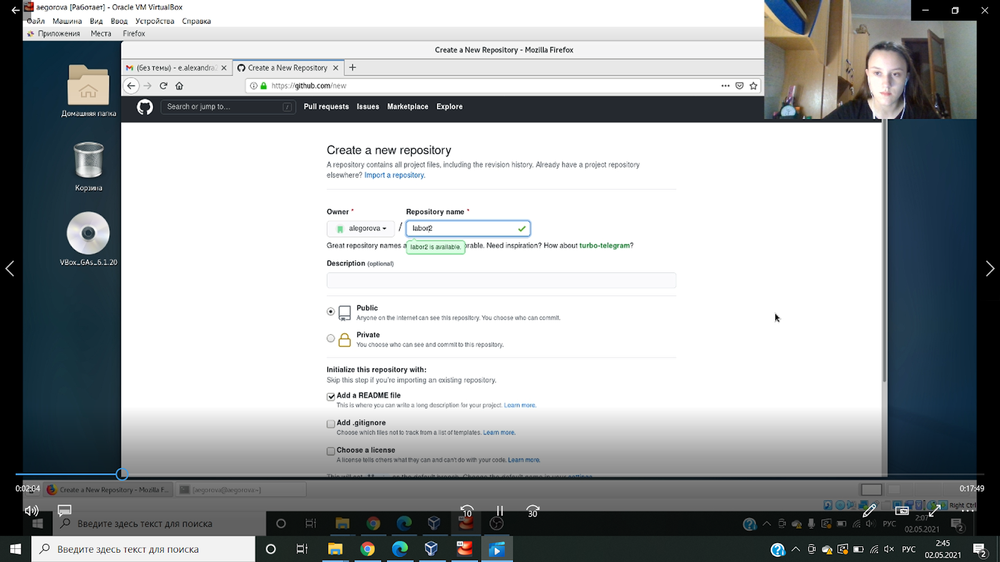 aegorova [Работает] - Oracle VM VirtualBox
Файл Машина Вид Ввод Устройства Справка
Приложения Места Firefox
Create a New Repository - Mozilla Firefox
(без темы) - e.alexandra2
Create a New Repository
https://github.com/new
Search or jump to... /
Pull requests Issues Marketplace Explore
Домашняя папка
Корзина
VBox_GAs_6.1.20
Create a new repository
A repository contains all project files, including the revision history. Already have a project repository
elsewhere? Import a repository.
Owner * Repository name *
alegorova / labor2
Great repository names a
labor2 is available.
rable. Need inspiration? How about turbo-telegram?
Description (optional)
Public
Anyone on the internet can see this repository. You choose who can commit.
Private
You choose who can see and commit to this repository.
Initialize this repository with:
Skip this step if you're importing an existing repository.
Add a README file
This is where you can write a long description for your project. Learn more.
Add .gitignore
Choose which files not to track from a list of templates. Learn more.
Choose a license
A license tells others what they can and can't do with your code. Learn more.
as the default branch. Change the default name in your settings.
0:02:04
0:17:49
Create a New Repository - Mozilla F...
[aegorova@aegorova:~]
10
30
Right Ctrl
Введите здесь текст для поиска
РУС
2:07
02.05.2021
2
Введите здесь текст для поиска
РУС
2:45
02.05.2021
2